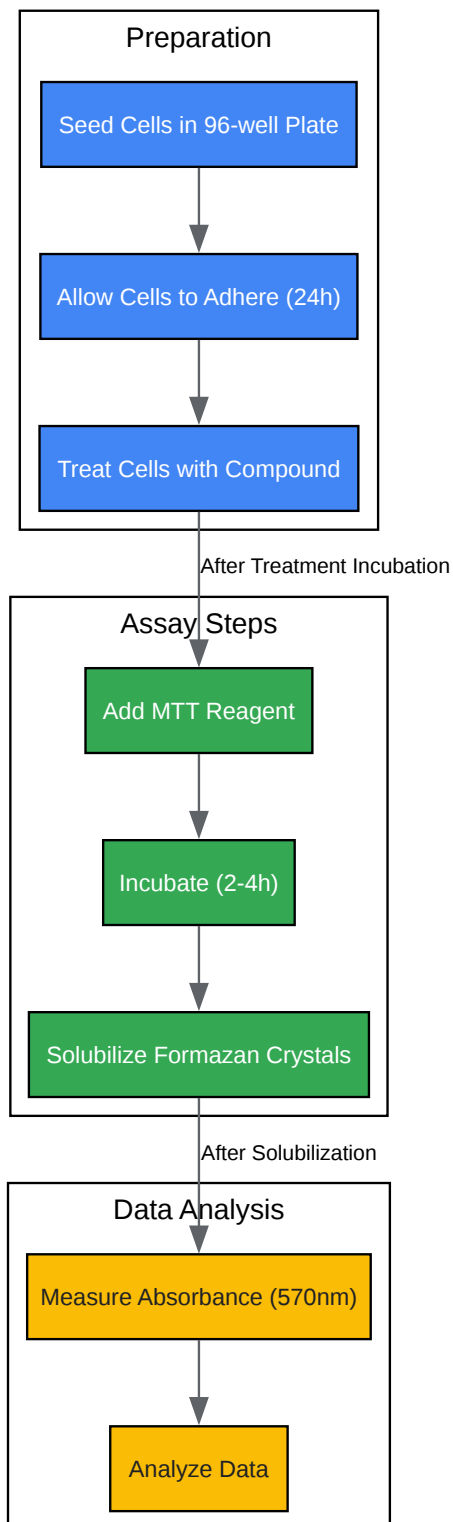 Preparation
Seed Cells in 96-well Plate
Allow Cells to Adhere (24h)
Treat Cells with Compound
After Treatment Incubation
Assay Steps
Add MTT Reagent
Incubate (2-4h)
Solubilize Formazan Crystals
After Solubilization
Data Analysis
Measure Absorbance (570nm)
Analyze Data